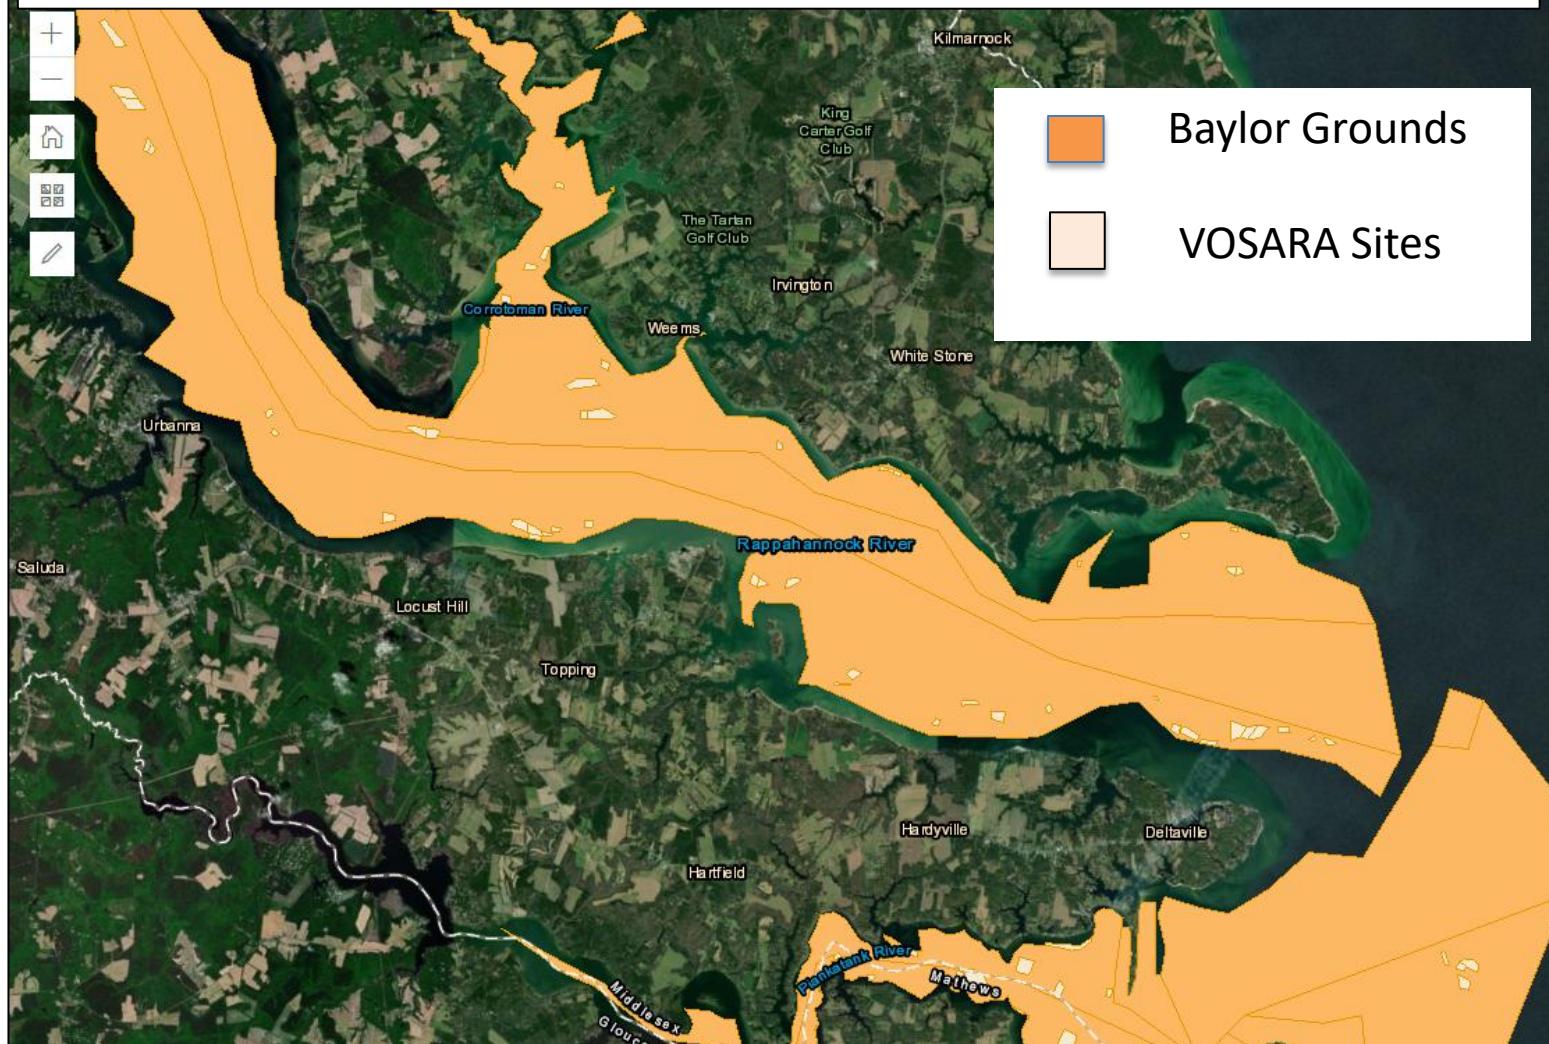 Kilmarnock
King
Carter Golf
Club
Baylor Grounds
The Tartan
Golf Club
VOSARA Sites
Irvington
Corrotoman River
Weems
White Stone
Urbanna
Rappahannock River
Saluda
Locust Hill
Topping
Hardyville
Deltaville
Hartfield
Piankatank River
Mathews
Middlesex